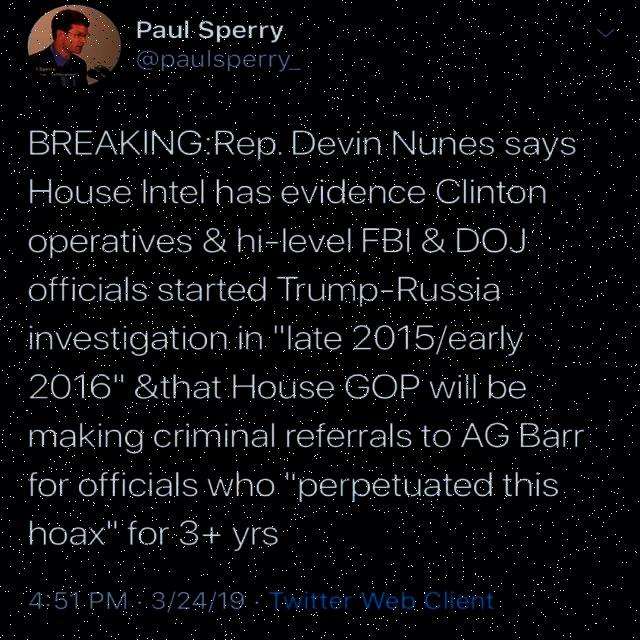 Paul Sperry
@paulsperry_
BREAKING:Rep. Devin Nunes says
House Intel has evidence Clinton
operatives & hi-level FBI & DOJ
officials started Trump-Russia
investigation in "late 2015/early
2016" &that House GOP will be
making criminal referrals to AG Barr
for officials who "perpetuated this
hoax" for 3+ yrs
4:51 PM · 3/24/19 · Twitter Web Client